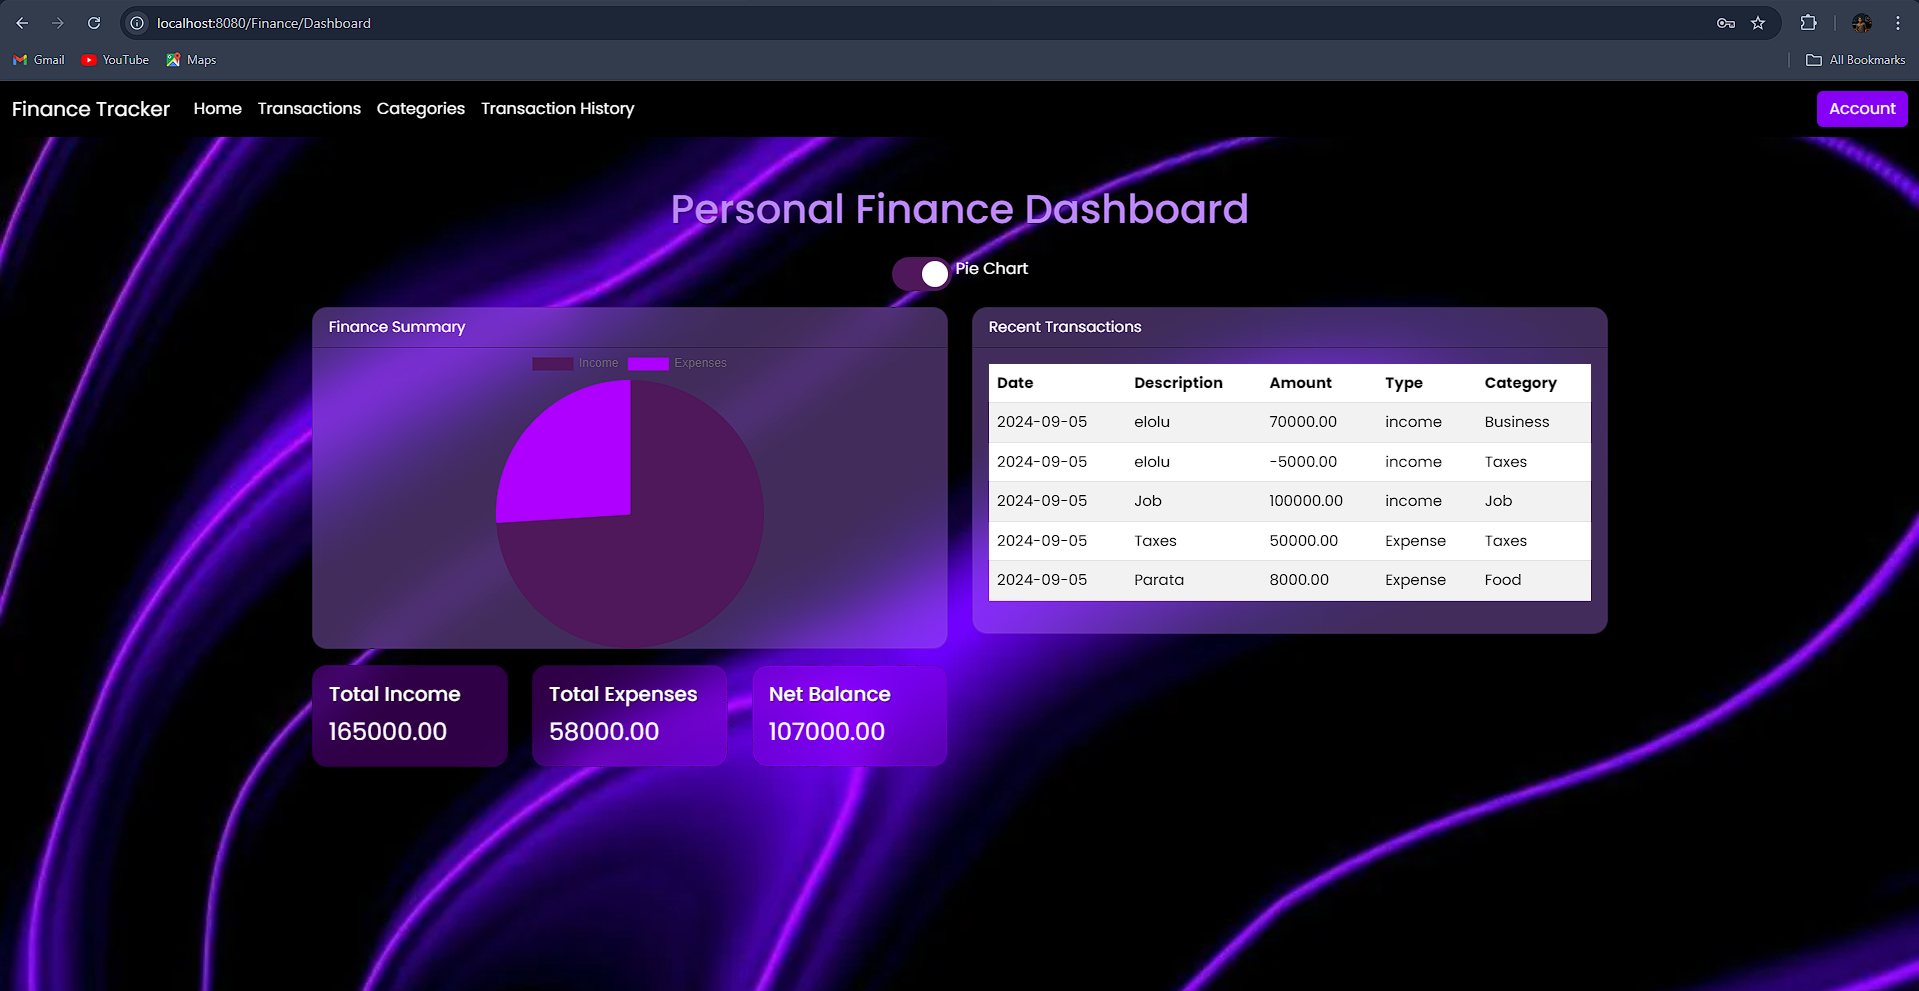 localhost:8080/Finance/Dashboard
Gmail YouTube Maps All Bookmarks
Finance Tracker Home Transactions Categories Transaction History Account
Personal Finance Dashboard
Pie Chart
Finance Summary
Income Expenses
Recent Transactions
Date Description Amount Type Category
2024-09-05 elolu 70000.00 income Business
2024-09-05 elolu -5000.00 income Taxes
2024-09-05 Job 100000.00 income Job
2024-09-05 Taxes 50000.00 Expense Taxes
2024-09-05 Parata 8000.00 Expense Food
Total Income
165000.00
Total Expenses
58000.00
Net Balance
107000.00